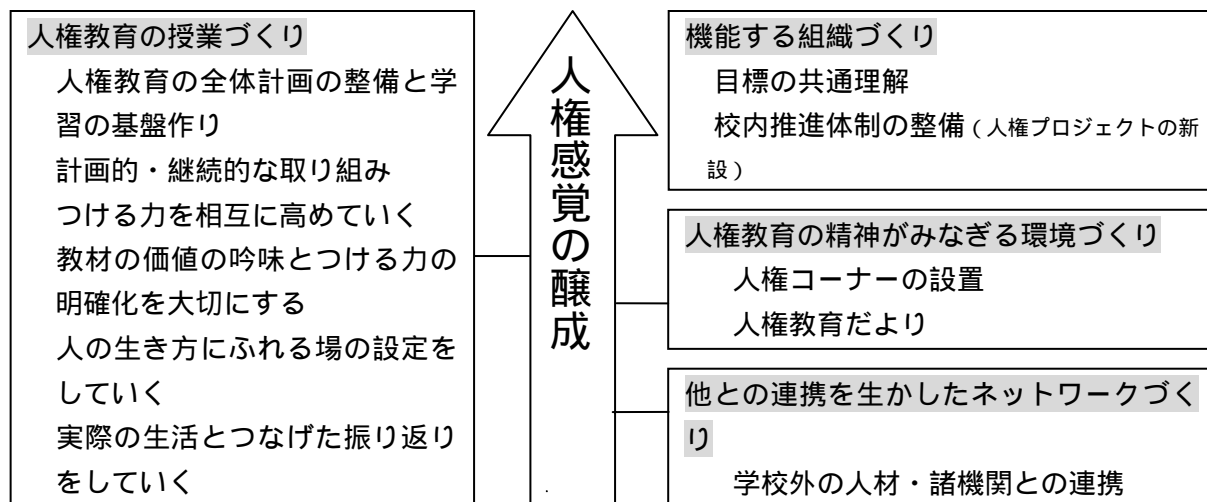 人権教育の授業づくり
人権教育の全体計画の整備と学
習の基盤作り
計画的・継続的な取り組み
つける力を相互に高めていく
教材の価値の吟味とつける力の
明確化を大切にする
人の生き方にふれる場の設定を
していく
実際の生活とつなげた振り返り
をしていく
人権感覚の醸成
機能する組織づくり
目標の共通理解
校内推進体制の整備（人権プロジェクトの新
設）
人権教育の精神がみなぎる環境づくり
人権コーナーの設置
人権教育だより
他との連携を生かしたネットワークづく
り
学校外の人材・諸機関との連携